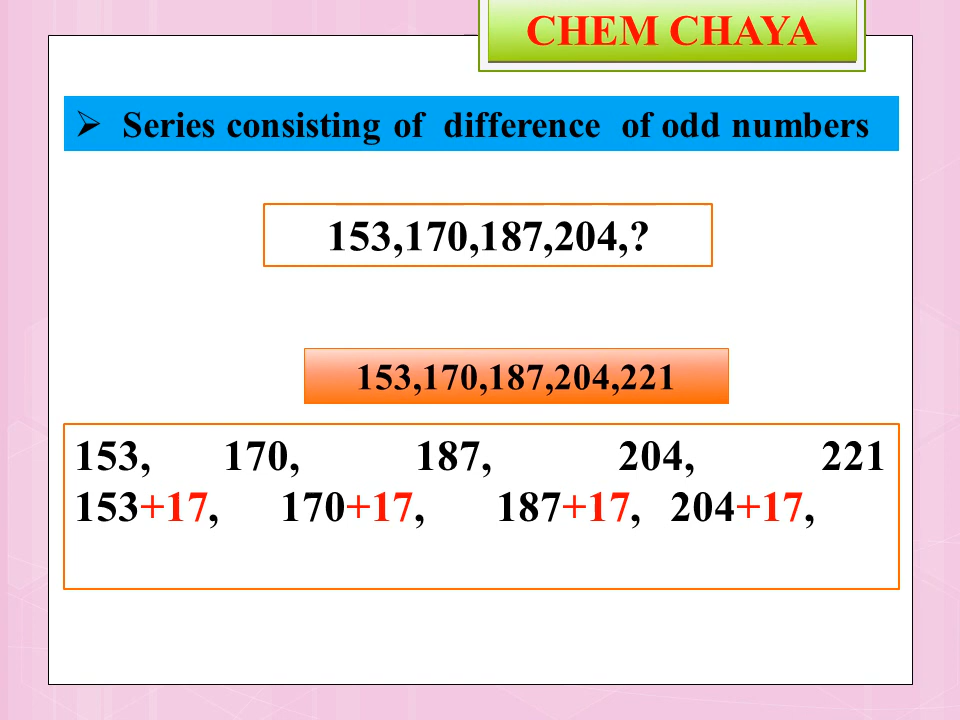 CHEM CHAYA
➢ Series consisting of difference of odd numbers
153,170,187,204,?
153,170,187,204,221
153, 170, 187, 204, 221
153+17, 170+17, 187+17, 204+17,